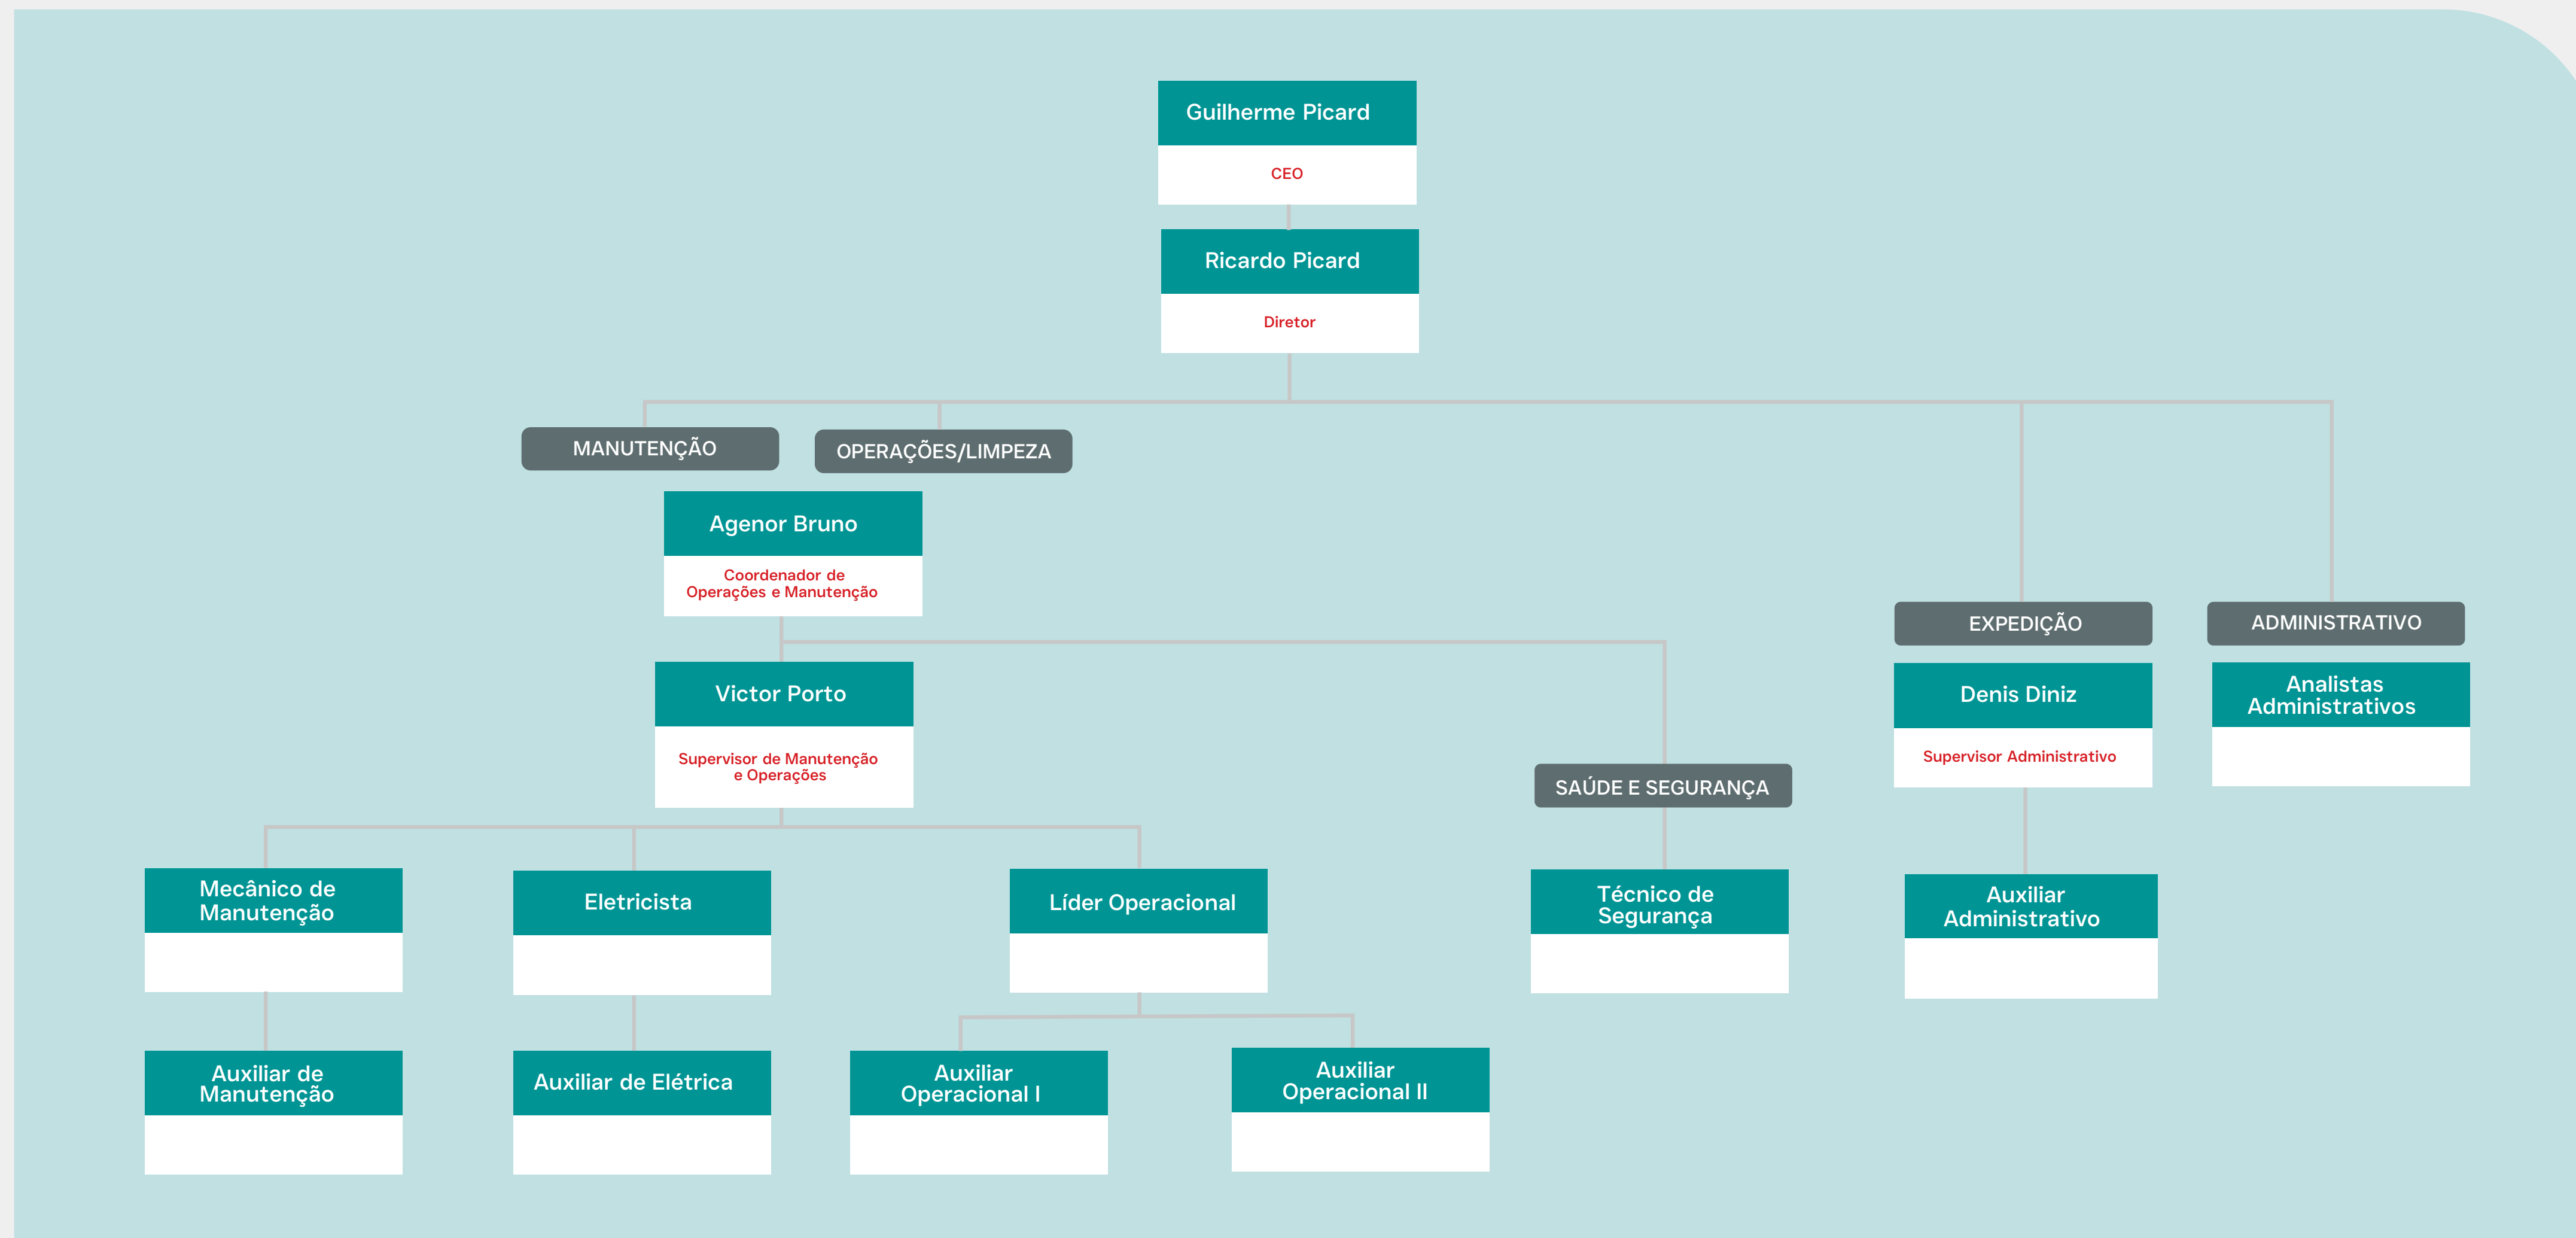 Guilherme Picard
CEO
Ricardo Picard
Diretor
MANUTENÇÃO
OPERAÇÕES/LIMPEZA
Agenor Bruno
Coordenador de
Operações e Manutenção
EXPEDIÇÃO
ADMINISTRATIVO
Victor Porto
Supervisor de Manutenção
e Operações
Denis Diniz
Supervisor Administrativo
Analistas
Administrativos
SAÚDE E SEGURANÇA
Mecânico de
Manutenção
Eletricista
Líder Operacional
Técnico de
Segurança
Auxiliar
Administrativo
Auxiliar de
Manutenção
Auxiliar de Elétrica
Auxiliar
Operacional I
Auxiliar
Operacional II